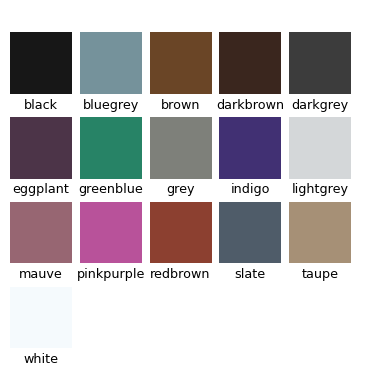 black bluegrey brown darkbrown darkgrey
eggplant greenblue grey indigo lightgrey
mauve pinkpurple redbrown slate taupe
white